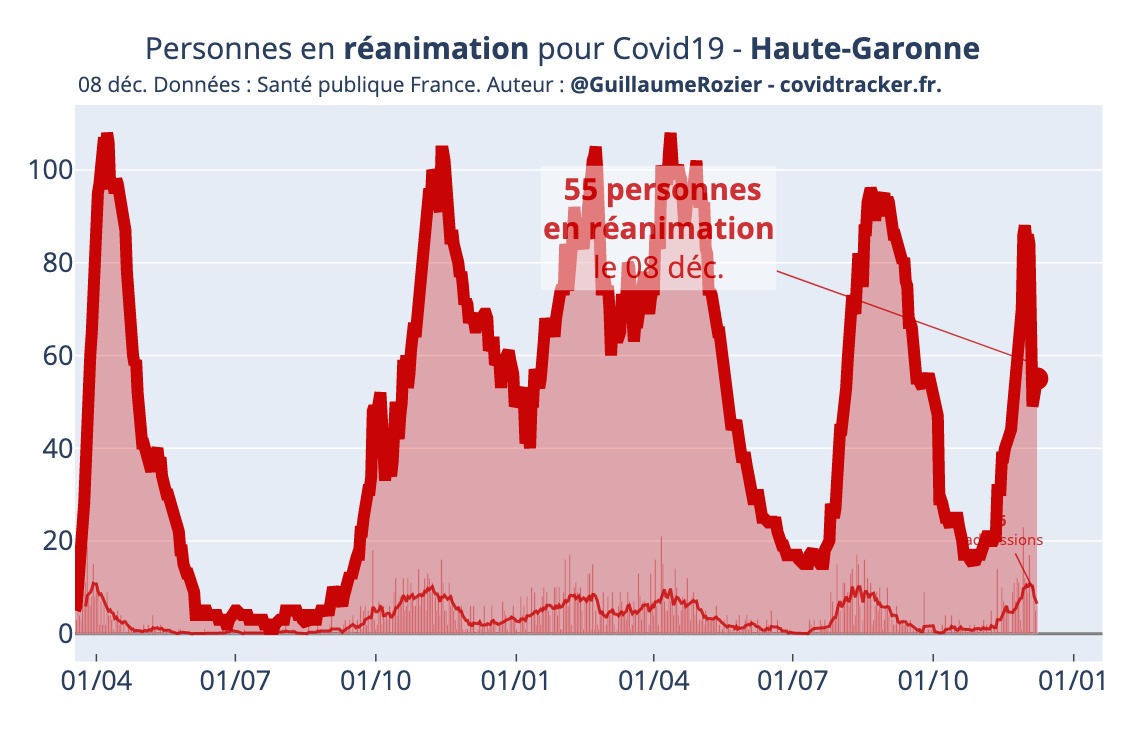 Personnes en réanimation pour Covid19 - Haute-Garonne
08 déc. Données : Santé publique France. Auteur : @GuillaumeRozier - covidtracker.fr.
100
80
60
40
20
0
55 personnes
en réanimation
le 08 déc.
admissions
01/04
01/07
01/10
01/01
01/04
01/07
01/10
01/01